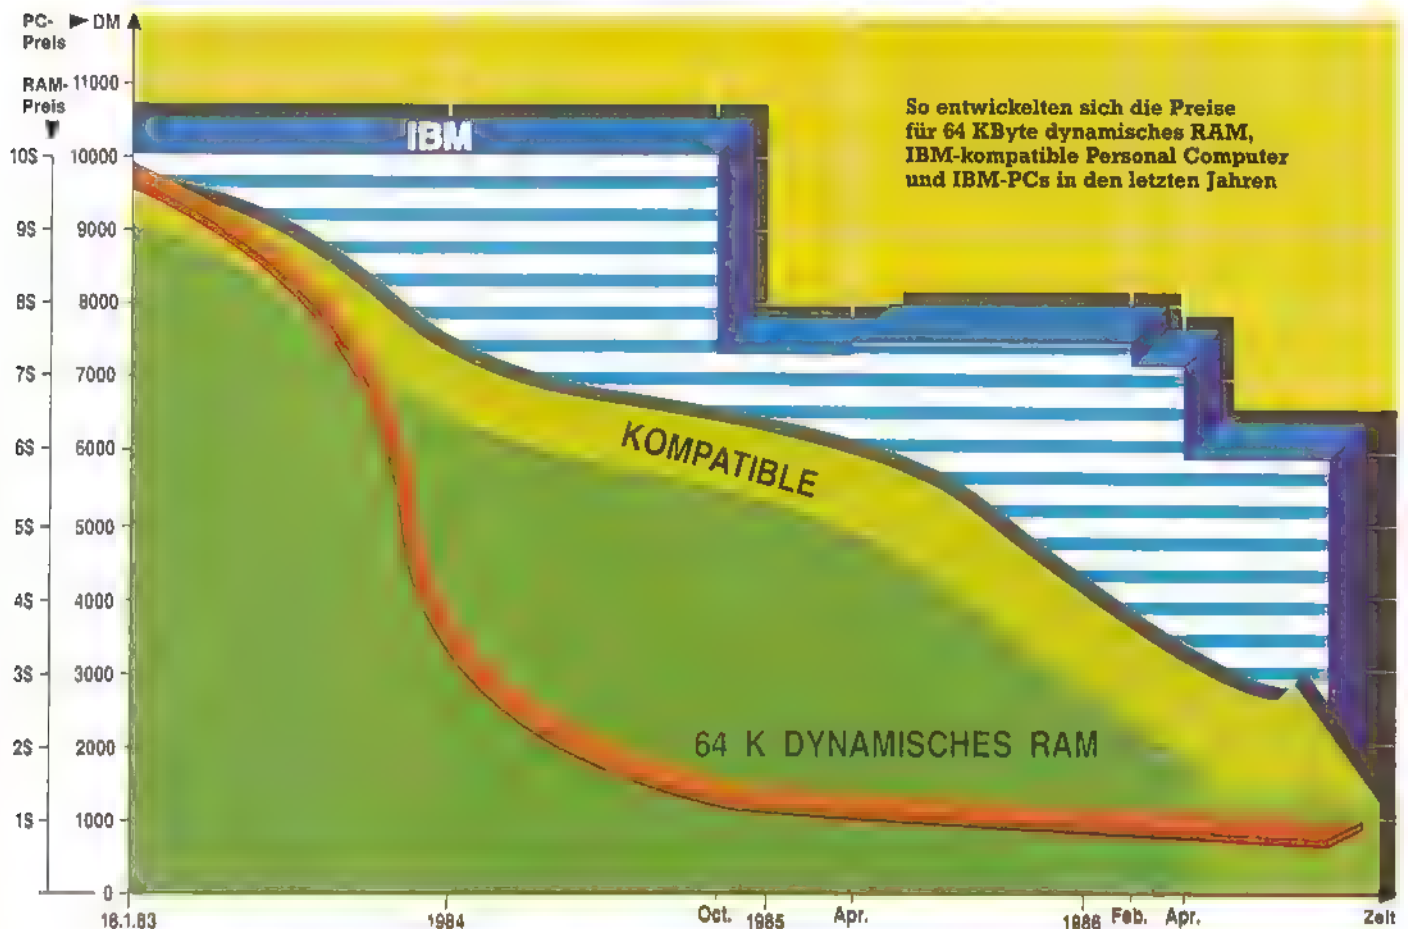 PC-
Preis
DM
RAM-
Preis
11000
10$ 10000
9$ 9000
8$ 8000
7$ 7000
6$ 6000
5$ 5000
4$ 4000
3$ 3000
2$ 2000
1$ 1000
0
IBM
So entwickelten sich die Preise
für 64 KByte dynamisches RAM,
IBM-kompatible Personal Computer
und IBM-PCs in den letzten Jahren
KOMPATIBLE
64 K DYNAMISCHES RAM
16.1.83 1984 Oct. 1985 Apr. 1986 Feb. Apr. Zeit